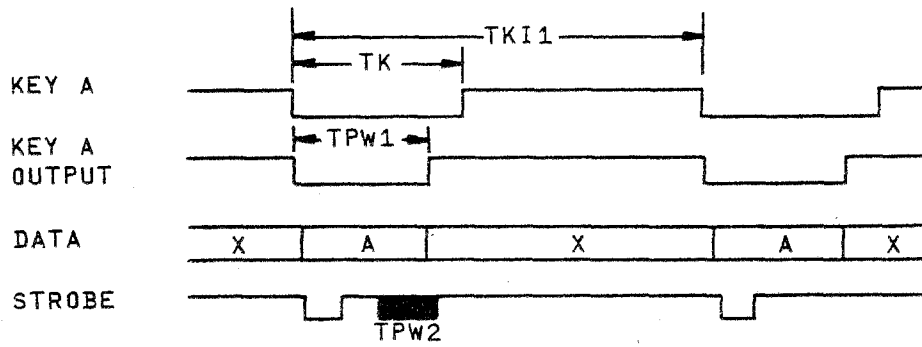 TKI1
TK
KEY A
TPW1
KEY A
OUTPUT
DATA X A X A X
STROBE
TPW2